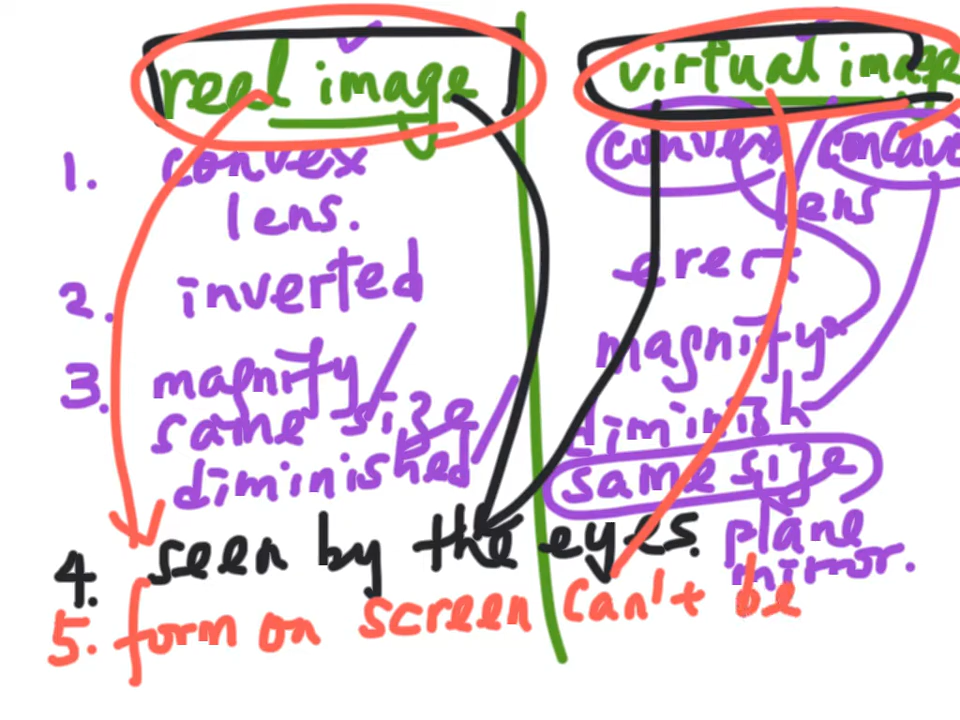 real image
virtual image
1. convex
lens.
convex concave
lens
2. inverted
erect
3. magnify/
same size/
diminished
magnify
diminish
same size
plane
mirror.
4. seen by the eyes.
5. form on screen can't be